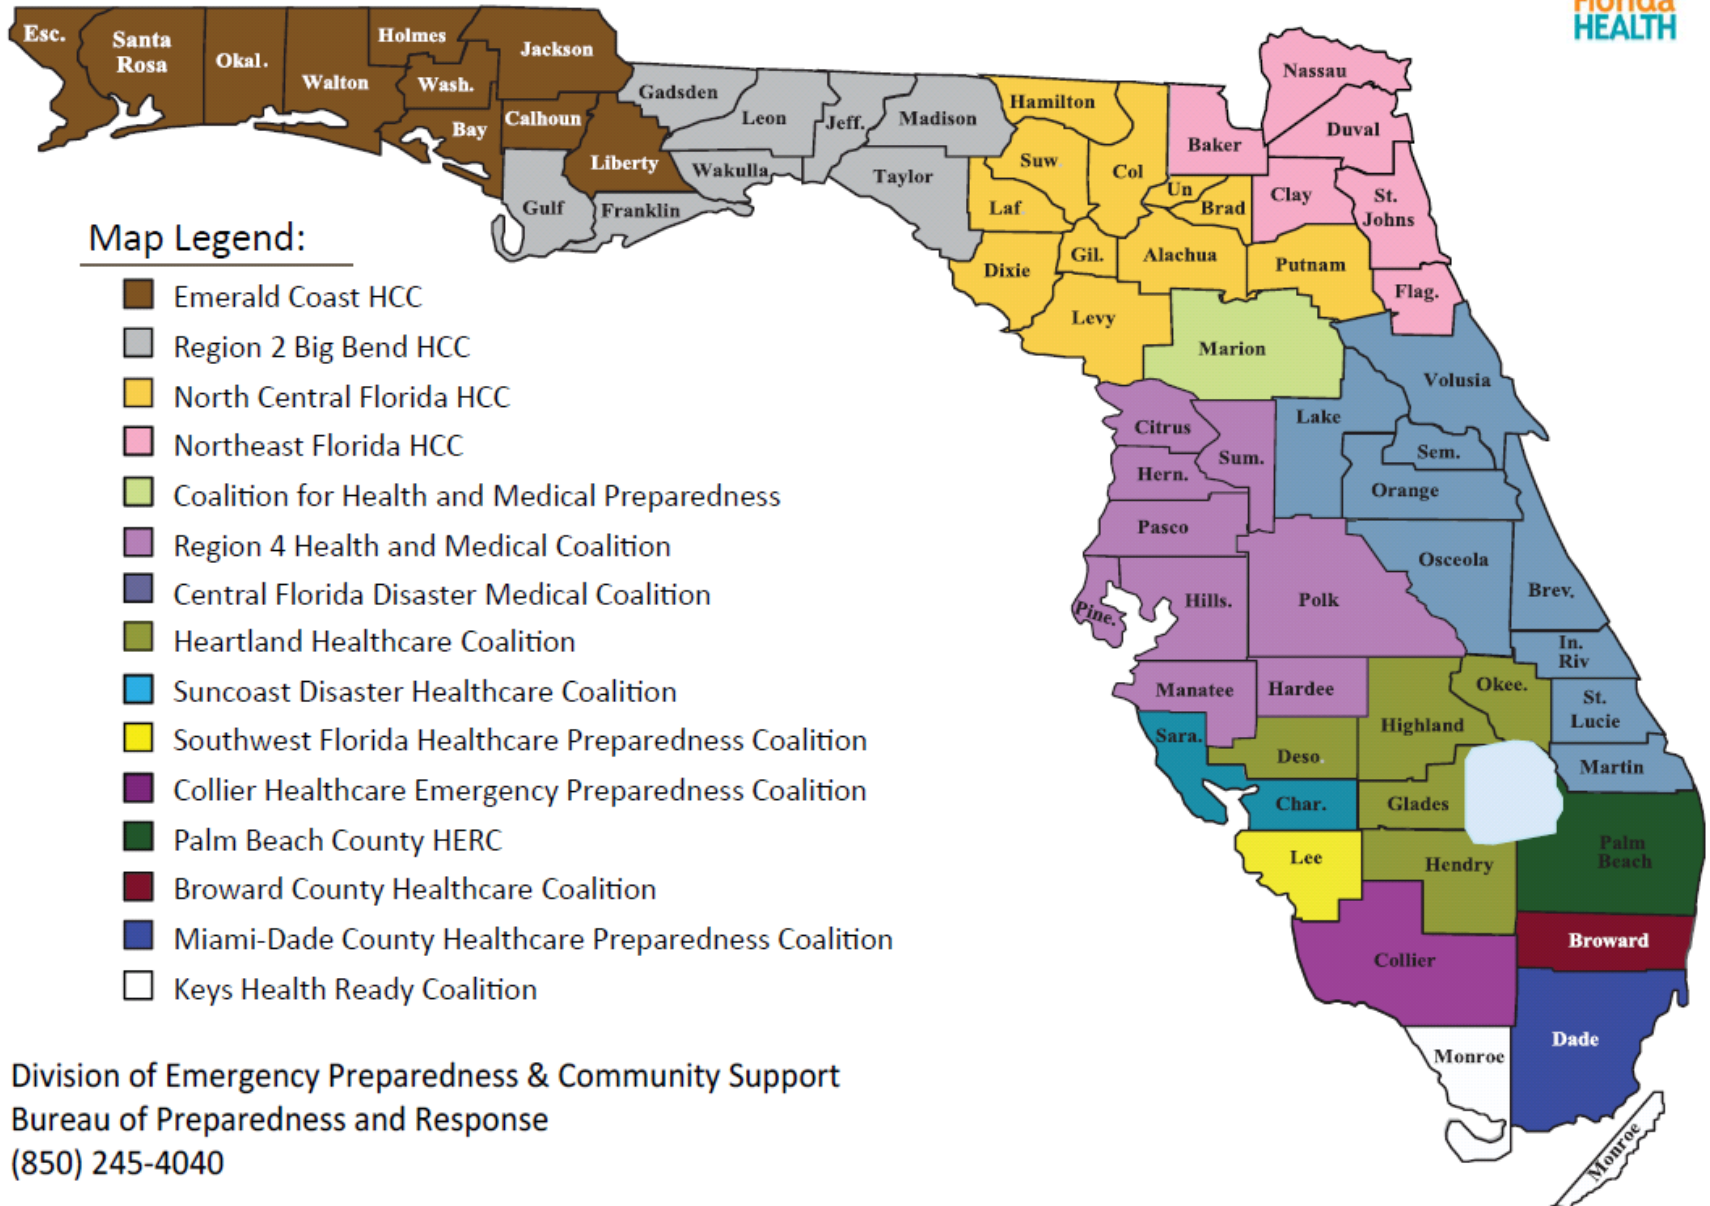 Florida
HEALTH
Esc.
Santa
Rosa
Okal.
Walton
Holmes
Wash.
Bay
Jackson
Calhoun
Liberty
Gulf
Gadsden
Franklin
Leon
Wakulla
Jeff.
Madison
Taylor
Hamilton
Suw
Laf.
Col
Un
Brad
Dixie
Gil.
Alachua
Putnam
Levy
Nassau
Duval
Baker
Clay
St.
Johns
Flag.
Marion
Volusia
Lake
Sem.
Orange
Osceola
Brev.
In.
Riv
St.
Lucie
Martin
Citrus
Sum.
Hern.
Pasco
Pine.
Hills.
Polk
Manatee
Hardee
Sara.
Deso.
Char.
Highland
Okee.
Glades
Hendry
Lee
Collier
Palm
Beach
Broward
Dade
Monroe
Monroe
Map Legend:
Emerald Coast HCC
Region 2 Big Bend HCC
North Central Florida HCC
Northeast Florida HCC
Coalition for Health and Medical Preparedness
Region 4 Health and Medical Coalition
Central Florida Disaster Medical Coalition
Heartland Healthcare Coalition
Suncoast Disaster Healthcare Coalition
Southwest Florida Healthcare Preparedness Coalition
Collier Healthcare Emergency Preparedness Coalition
Palm Beach County HERC
Broward County Healthcare Coalition
Miami-Dade County Healthcare Preparedness Coalition
Keys Health Ready Coalition
Division of Emergency Preparedness & Community Support
Bureau of Preparedness and Response
(850) 245-4040